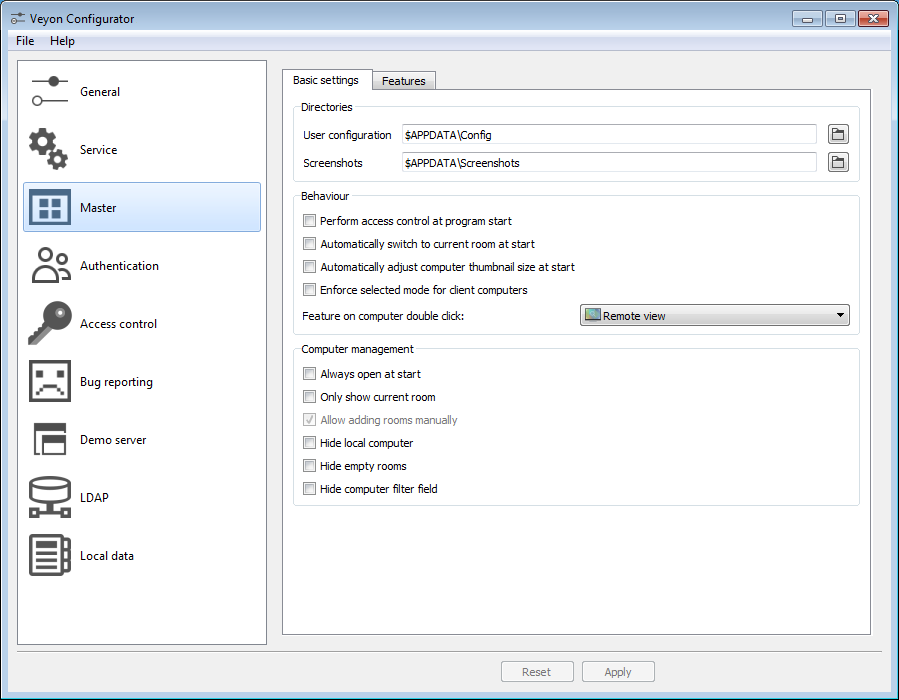 Veyon Configurator
File Help
General
Service
Master
Authentication
Access control
Bug reporting
Demo server
LDAP
Local data
Basic settings Features
Directories
User configuration $APPDATA\Config
Screenshots $APPDATA\Screenshots
Behaviour
Perform access control at program start
Automatically switch to current room at start
Automatically adjust computer thumbnail size at start
Enforce selected mode for client computers
Feature on computer double click: Remote view
Computer management
Always open at start
Only show current room
Allow adding rooms manually
Hide local computer
Hide empty rooms
Hide computer filter field
Reset Apply